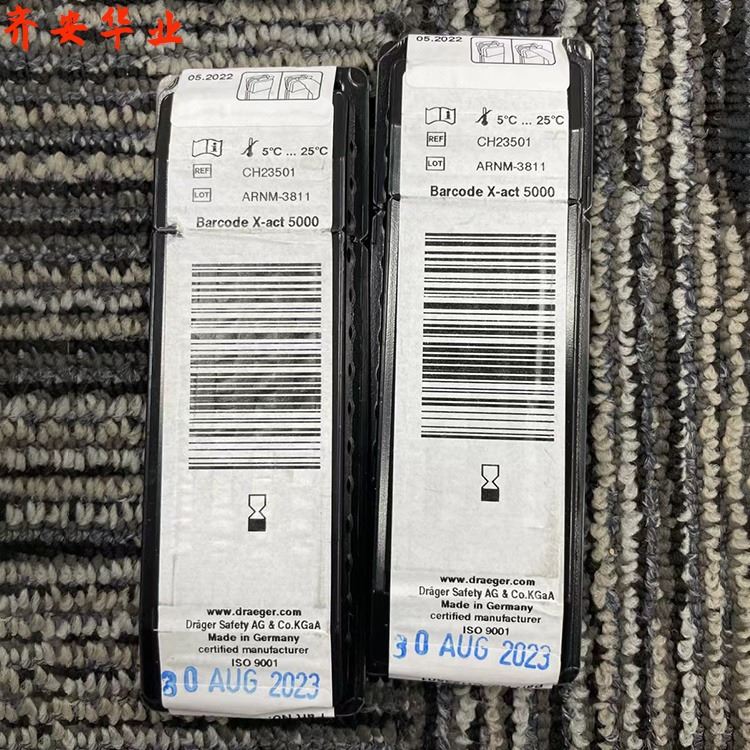 齐安华业
05.2022
5°C ... 25°C
REF CH23501
LOT ARNM-3811
Barcode X-act 5000
www.draeger.com
Dräger Safety AG & Co.KGaA
Made in Germany
certified manufacturer
ISO 9001
30 AUG 2023
05.2022
5°C ... 25°C
REF CH23501
LOT ARNM-3811
Barcode X-act 5000
www.draeger.com
Dräger Safety AG & Co.KGaA
Made in Germany
certified manufacturer
ISO 9001
30 AUG 2023